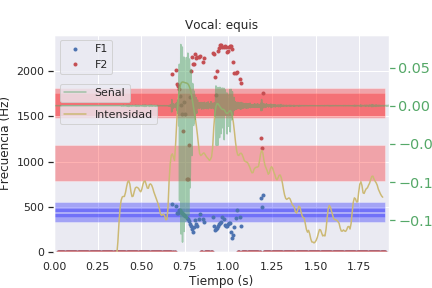 Vocal: equis
F1
F2
Señal
Intensidad
Frecuencia (Hz)
2000
1500
1000
500
0
0.05
0.00
−0.0
−0.1
−0.1
0.00 0.25 0.50 0.75 1.00 1.25 1.50 1.75
Tiempo (s)